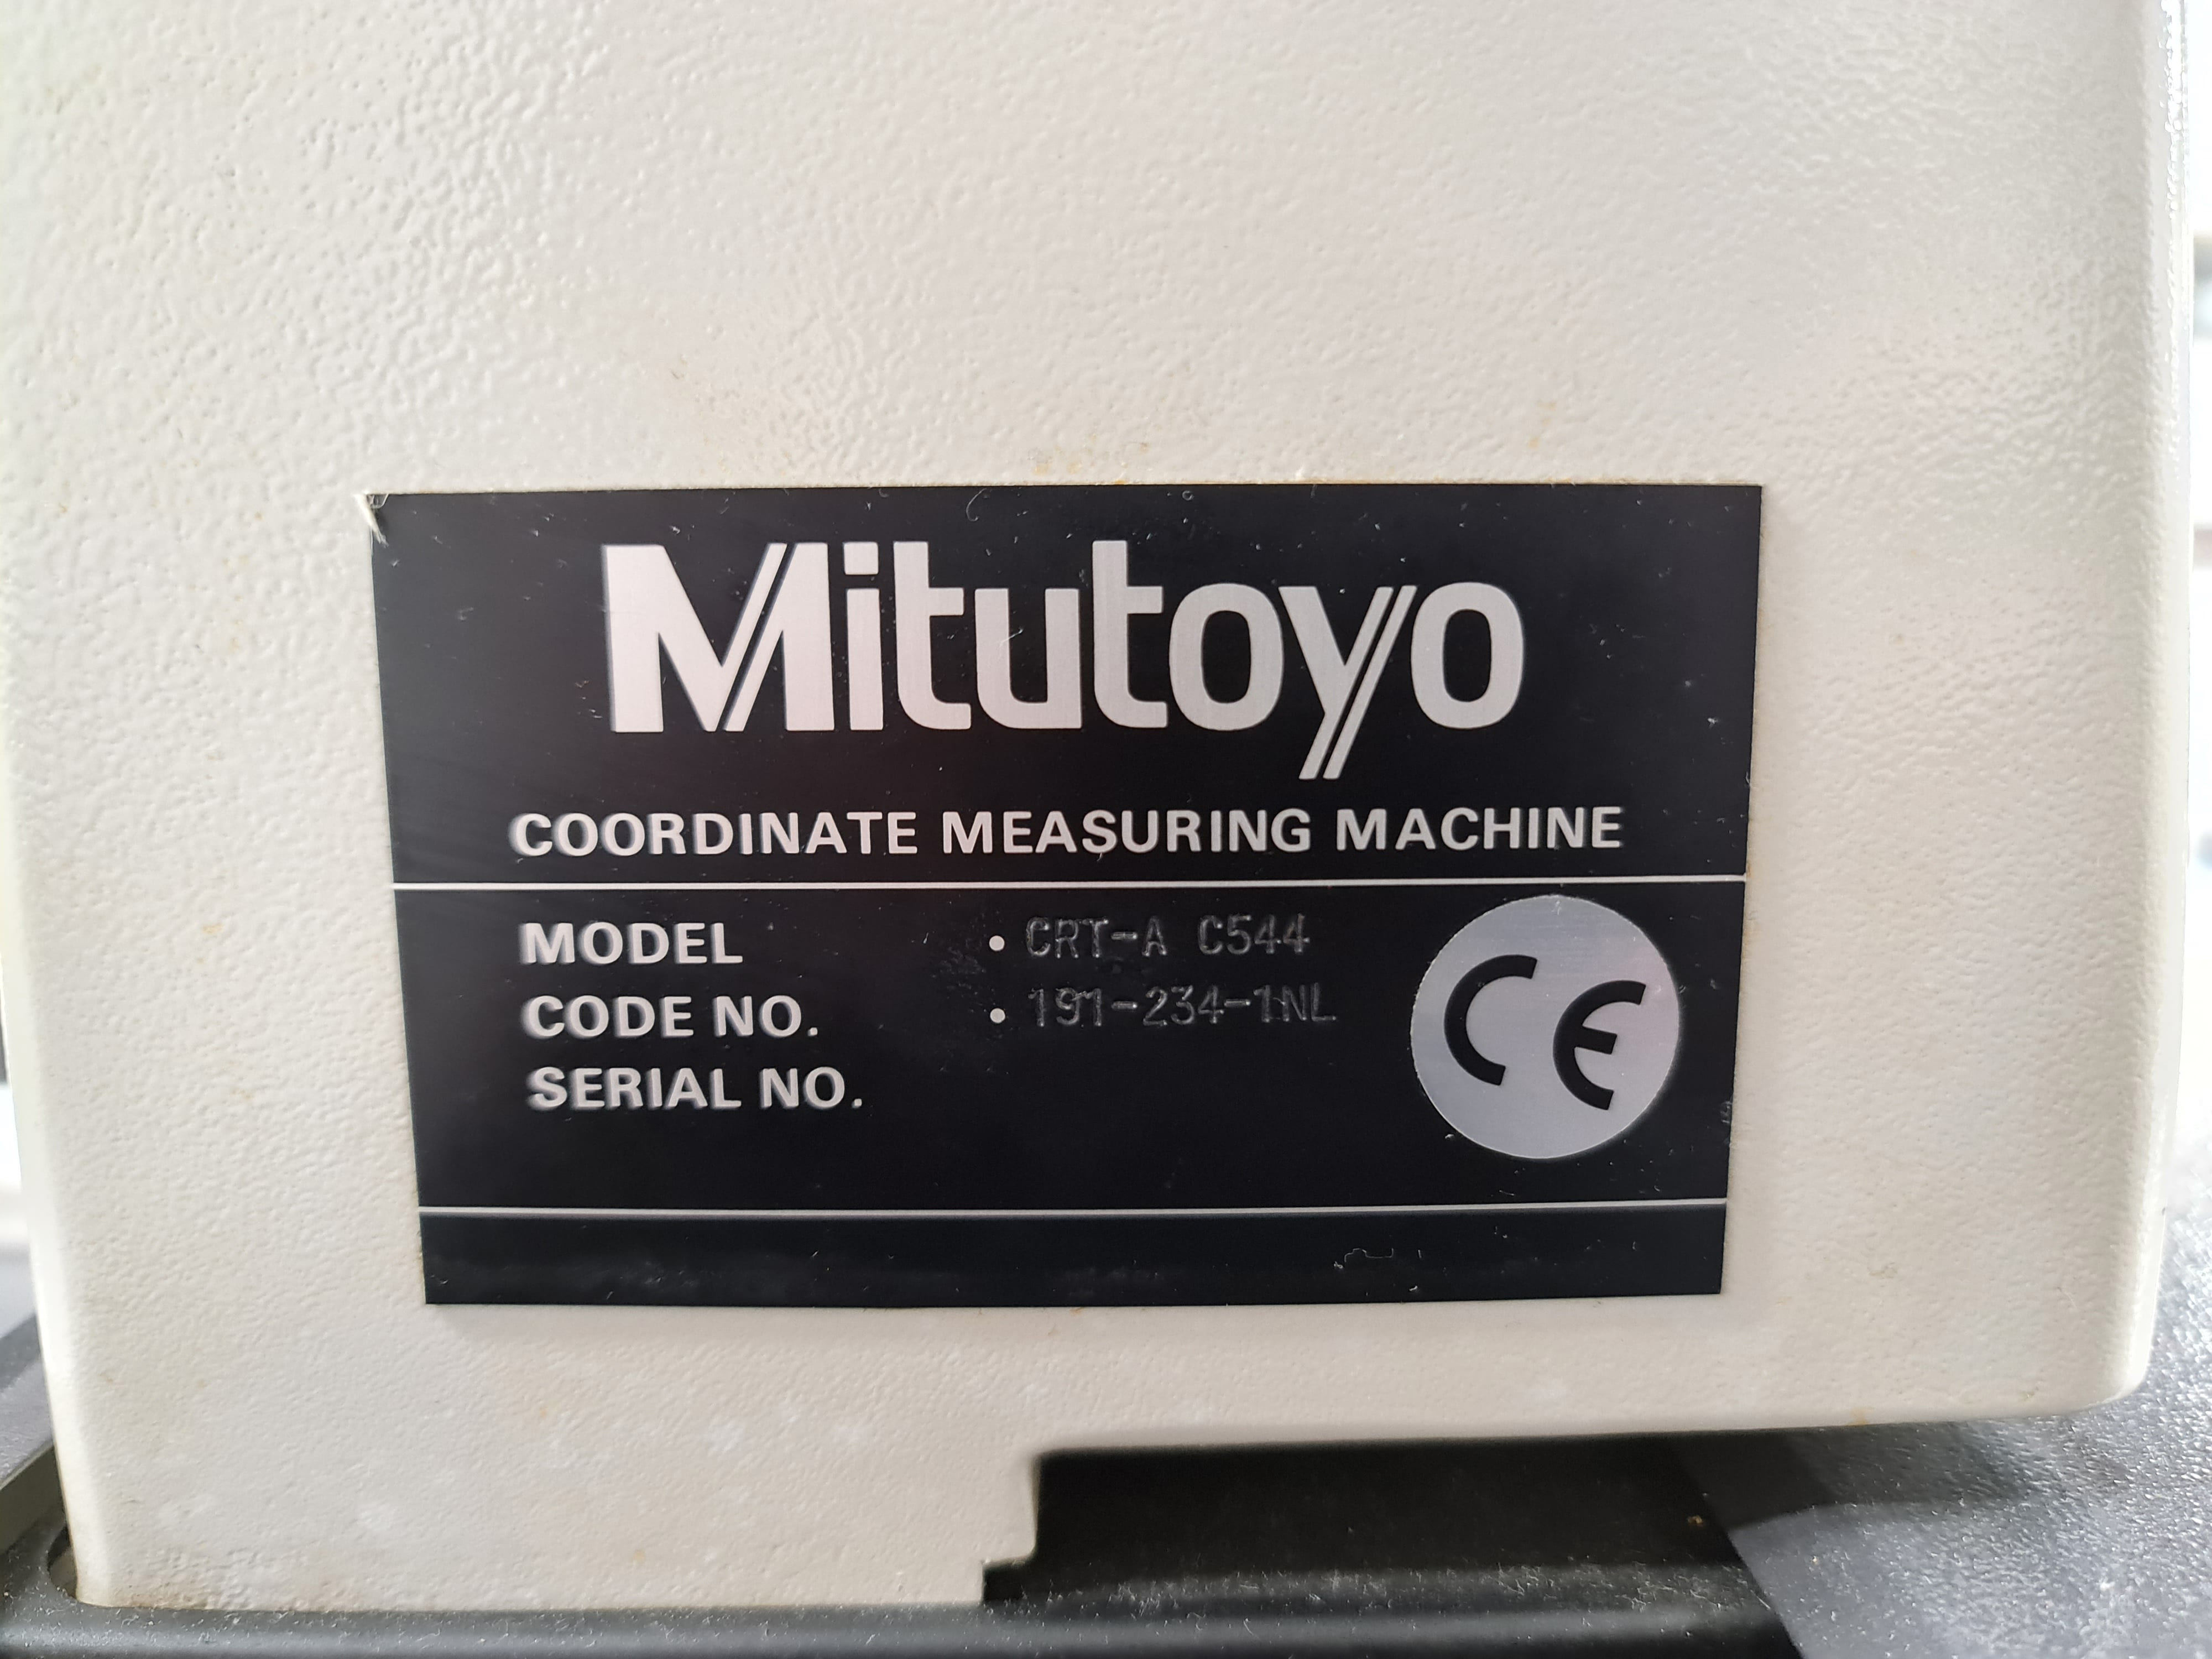 Mitutoyo
COORDINATE MEASURING MACHINE
MODEL • CRT-A C544
CODE NO. • 191-234-1NL
SERIAL NO.
CE